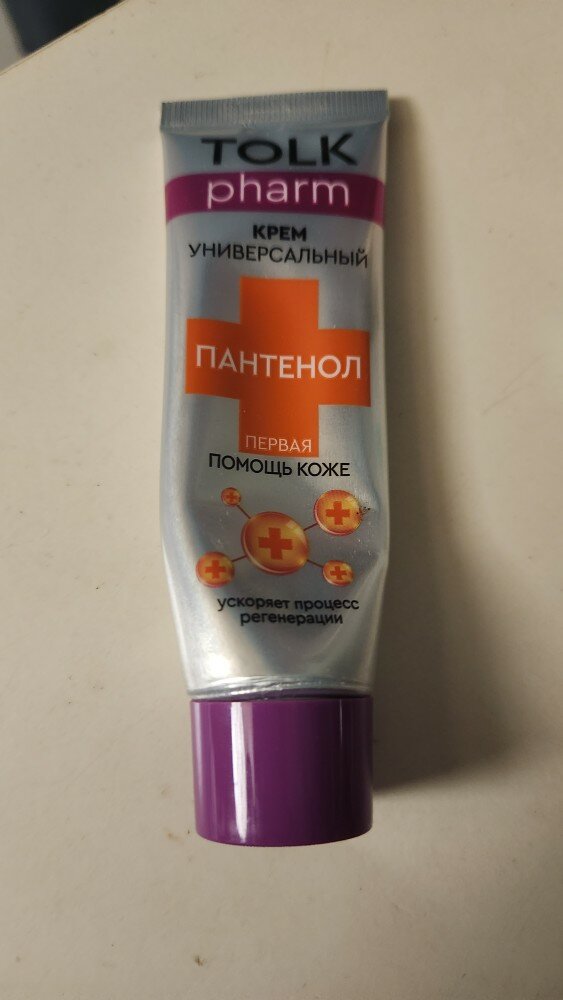 TOLK
pharm
КРЕМ
УНИВЕРСАЛЬНЫЙ
ПАНТЕНОЛ
ПЕРВАЯ
ПОМОЩЬ КОЖЕ
ускоряет процесс
регенерации